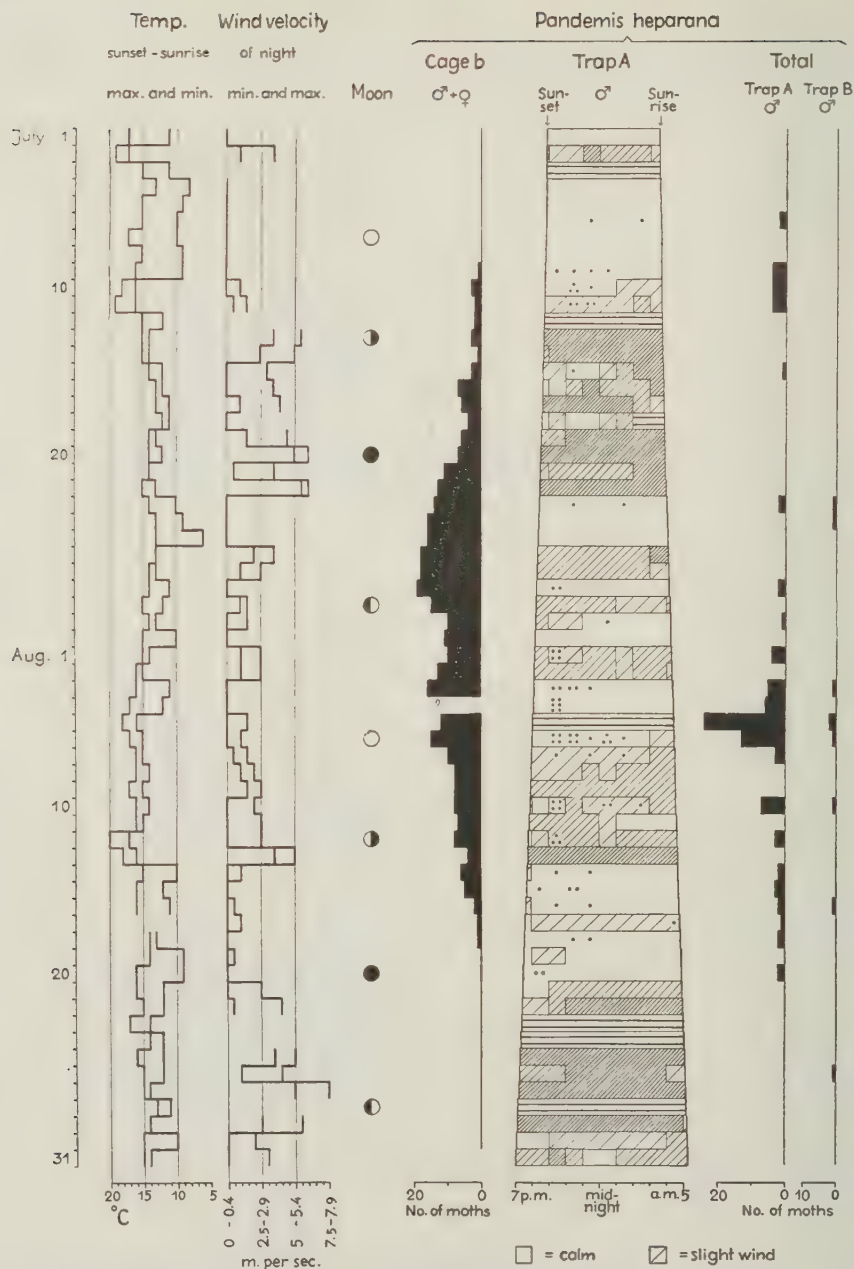 Temp. Wind velocity Pandemis heparana
sunset - sunrise of night Cage b Trap A Total
max. and min. min. and max. Moon ♂+♀ Sun-set ♂ Sun-rise Trap A ♂ Trap B ♂
July 1
10
20
Aug. 1
?
10
20
31
20 15 10 5
°C
0 - 0.4
2.5 - 2.9
5 - 5.4
7.5 - 7.9
m. per sec.
20 0
No. of moths
7 p.m. mid-night a.m. 5
20 0 10 0
No. of moths
= calm = slight wind